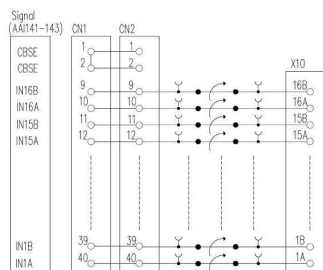 Signal
(AAI141-143) CN1 CN2
CBSE 1 1
CBSE 2 2
X10
IN16B 9 9 16B
IN16A 10 10 16A
IN15B 11 11 15B
IN15A 12 12 15A
IN1B 39 39 1B
IN1A 40 40 1A